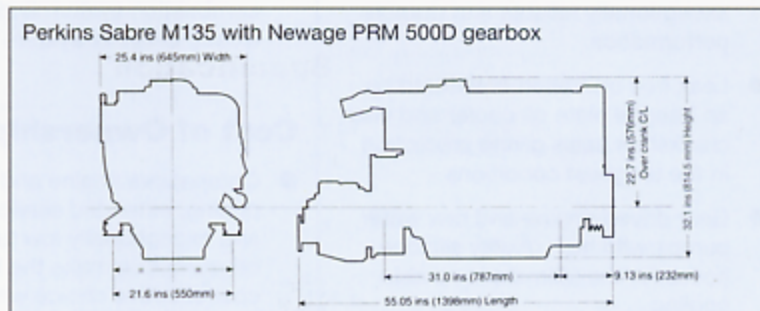 Perkins Sabre M135 with Newage PRM 500D gearbox
25.4 ins (645mm) Width
22.7 ins (576mm)
Over crank C/L
32.1 ins (814.5 mm) Height
31.0 ins (787mm)
9.13 ins (232mm)
21.6 ins (550mm)
55.05 ins (1398mm) Length